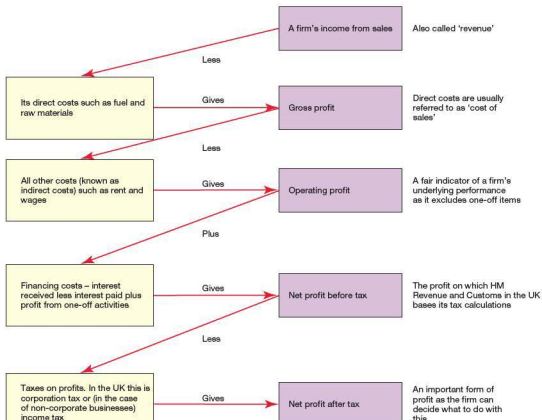 A firm's income from sales
Also called 'revenue'
Less
Its direct costs such as fuel and
raw materials
Gives
Gross profit
Direct costs are usually
referred to as 'cost of
sales'
Less
All other costs (known as
indirect costs) such as rent and
wages
Gives
Operating profit
A fair indicator of a firm's
underlying performance
as it excludes one-off items
Plus
Financing costs – interest
received less interest paid plus
profit from one-off activities
Gives
Net profit before tax
The profit on which HM
Revenue and Customs in the UK
bases its tax calculations
Less
Taxes on profits. In the UK this is
corporation tax or (in the case
of non-corporate businesses)
income tax
Gives
Net profit after tax
An important form of
profit as the firm can
decide what to do with
this